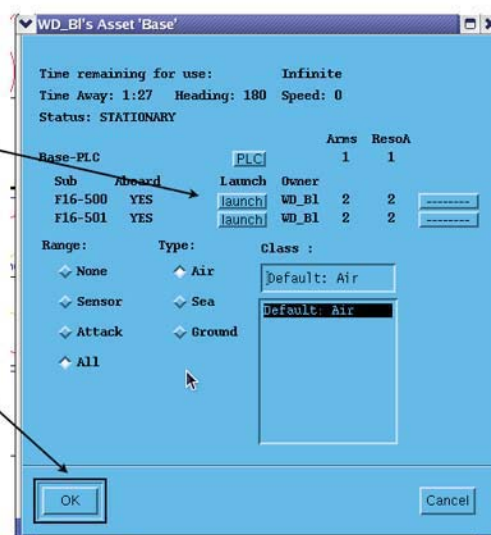 WD_Bl's Asset 'Base'
Time remaining for use: Infinite
Time Away: 1:27 Heading: 180 Speed: 0
Status: STATIONARY
Arms ResoA
Base-PLC PLC 1 1
Sub Aboard Launch Owner
F16-500 YES launch WD_Bl 2 2 --------
F16-501 YES launch WD_Bl 2 2 --------
Range: Type: Class :
None Air Default: Air
Sensor Sea Default: Air
Attack Ground
All
OK Cancel